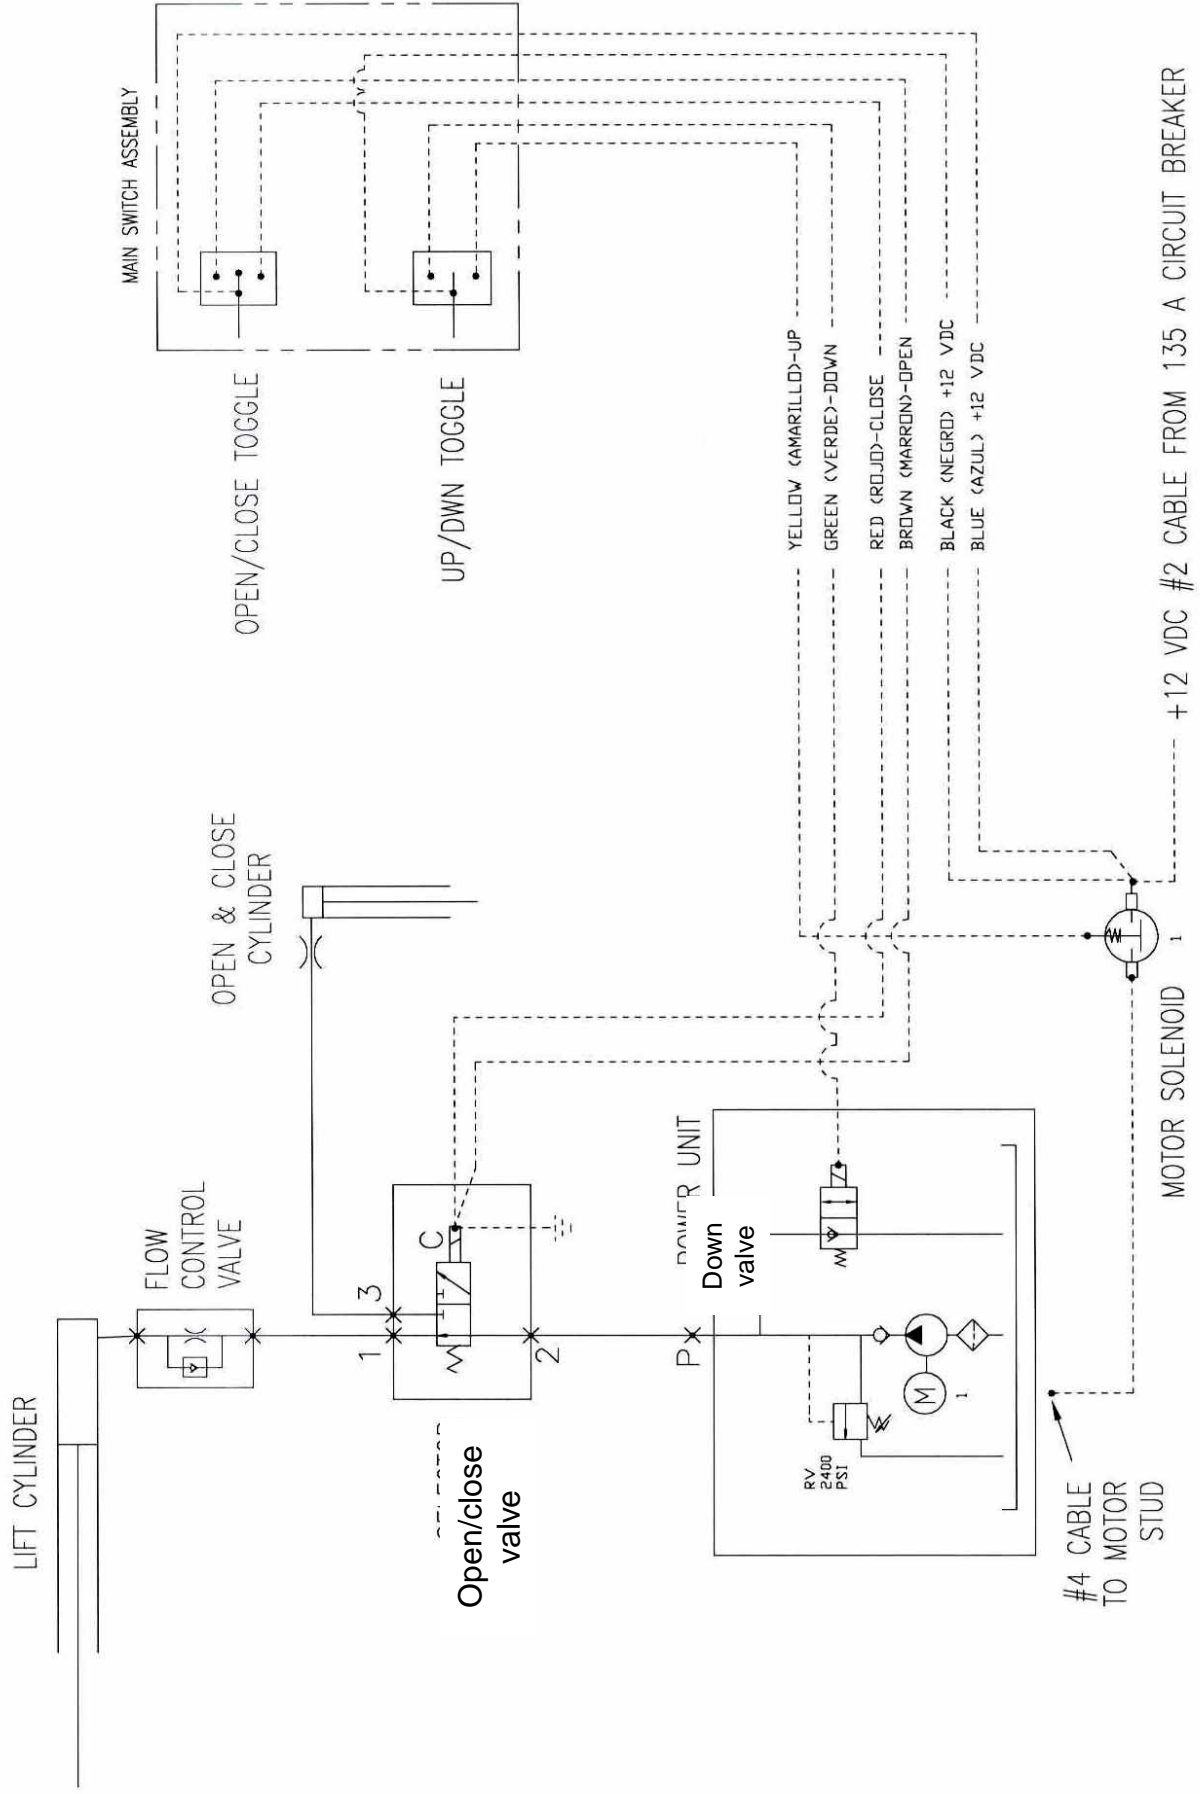 LIFT CYLINDER
FLOW
CONTROL
VALVE
OPEN & CLOSE
CYLINDER
MAIN SWITCH ASSEMBLY
OPEN/CLOSE TOGGLE
UP/DWN TOGGLE
1
3
C
2
Open/close
valve
P
POWER UNIT
Down
valve
RV
2400
PSI
M
1
YELLOW (AMARILLO)-UP
GREEN (VERDE)-DOWN
RED (ROJO)-CLOSE
BROWN (MARRON)-OPEN
BLACK (NEGRO) +12 VDC
BLUE (AZUL) +12 VDC
#4 CABLE
TO MOTOR
STUD
MOTOR SOLENOID
1
+12 VDC #2 CABLE FROM 135 A CIRCUIT BREAKER